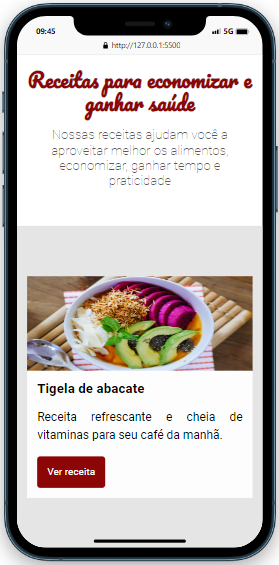 09:45
5G
http://127.0.0.1:5500
Receitas para economizar e
ganhar saúde
Nossas receitas ajudam você a
aproveitar melhor os alimentos,
economizar, ganhar tempo e
praticidade
Tigela de abacate
Receita refrescante e cheia de
vitaminas para seu café da manhã.
Ver receita